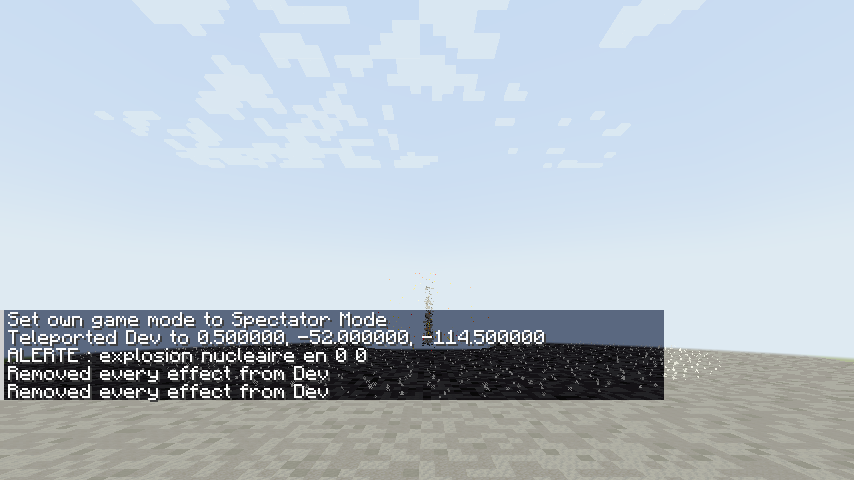 Set own game mode to Spectator Mode
Teleported Dev to 0.500000, -52.000000, -114.500000
ALERTE : explosion nucleaire en 0 0
Removed every effect from Dev
Removed every effect from Dev